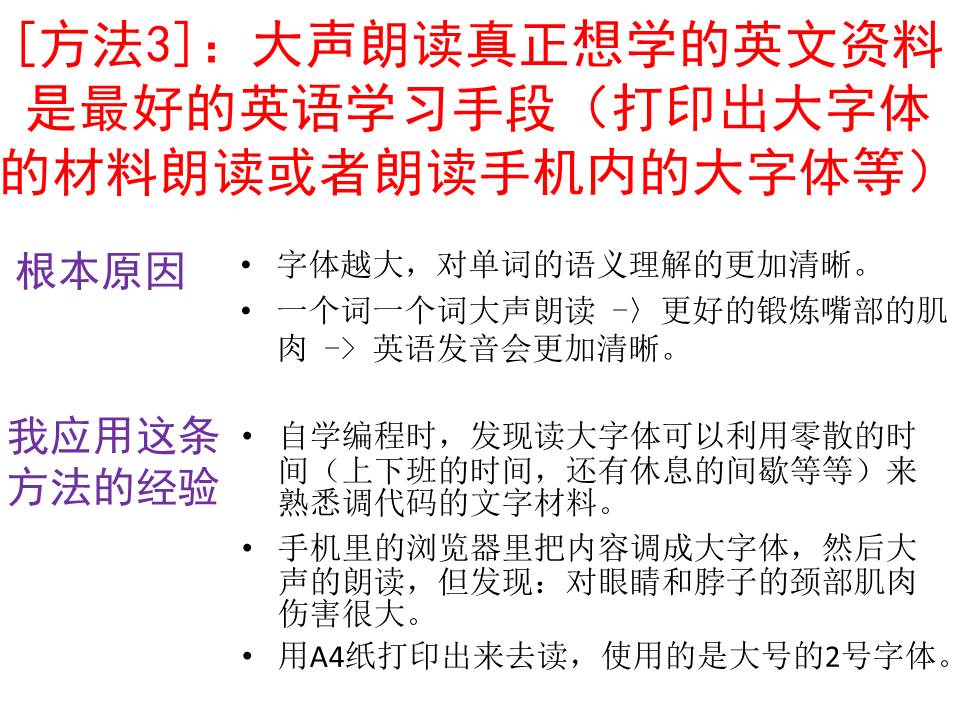 [方法3]：大声朗读真正想学的英文资料
是最好的英语学习手段（打印出大字体
的材料朗读或者朗读手机内的大字体等）
根本原因
• 字体越大，对单词的语义理解的更加清晰。
• 一个词一个词大声朗读 -〉更好的锻炼嘴部的肌
肉 -> 英语发音会更加清晰。
我应用这条
方法的经验
• 自学编程时，发现读大字体可以利用零散的时
间（上下班的时间，还有休息的间歇等等）来
熟悉调代码的文字材料。
• 手机里的浏览器里把内容调成大字体，然后大
声的朗读，但发现：对眼睛和脖子的颈部肌肉
伤害很大。
• 用A4纸打印出来去读，使用的是大号的2号字体。